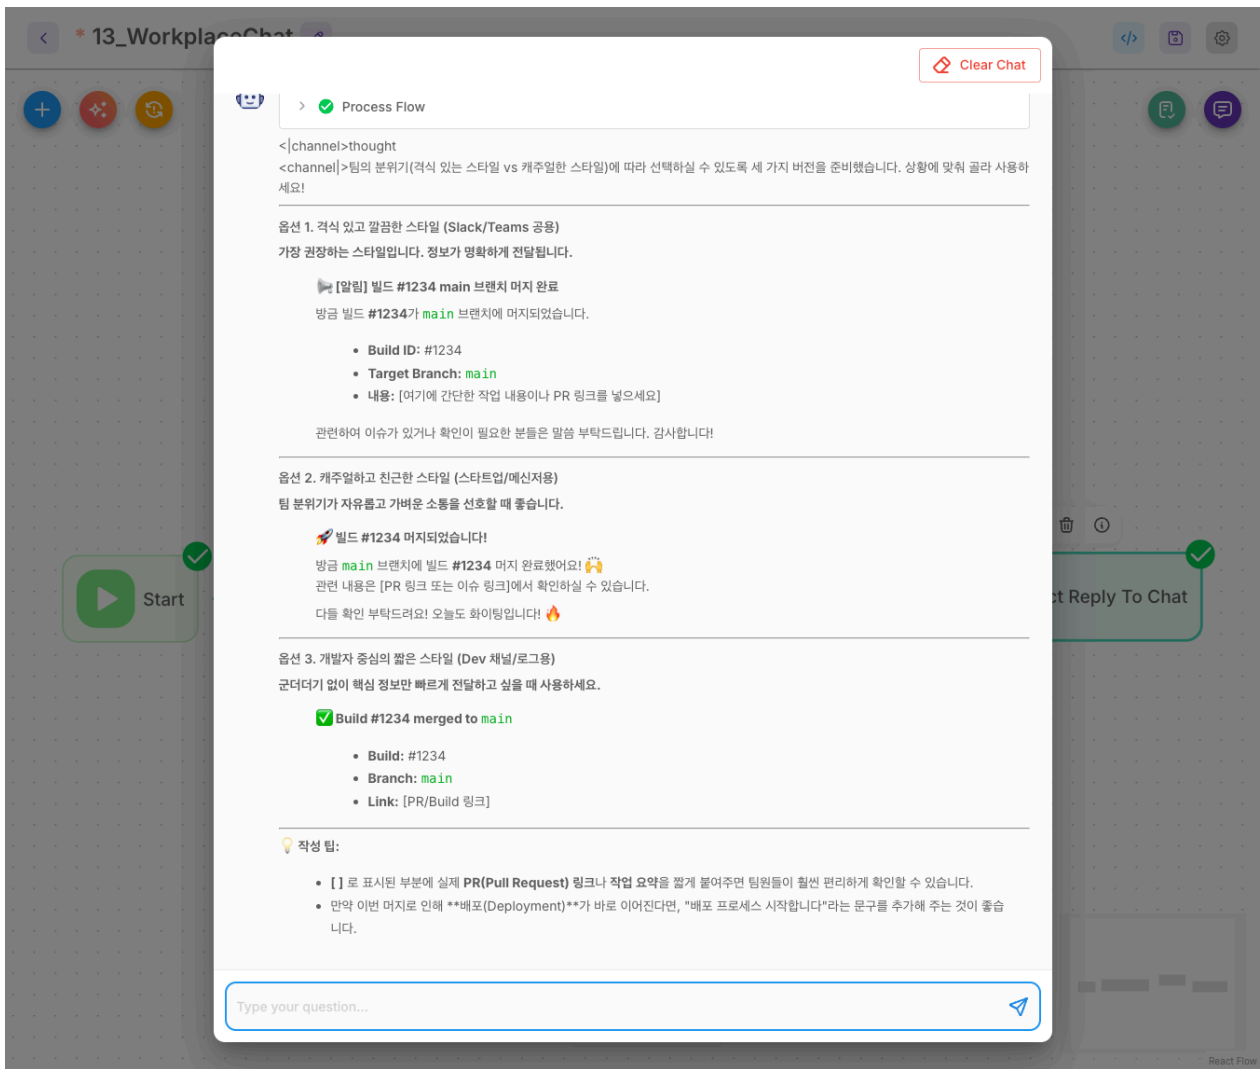 * 13_WorkplaceChat
Clear Chat
Process Flow
<|channel>thought
<channel|>팀의 분위기(격식 있는 스타일 vs 캐주얼한 스타일)에 따라 선택하실 수 있도록 세 가지 버전을 준비했습니다. 상황에 맞춰 골라 사용하
세요!
옵션 1. 격식 있고 깔끔한 스타일 (Slack/Teams 공용)
가장 권장하는 스타일입니다. 정보가 명확하게 전달됩니다.
[알림] 빌드 #1234 main 브랜치 머지 완료
방금 빌드 #1234가 main 브랜치에 머지되었습니다.
• Build ID: #1234
• Target Branch: main
• 내용: [여기에 간단한 작업 내용이나 PR 링크를 넣으세요]
관련하여 이슈가 있거나 확인이 필요한 분들은 말씀 부탁드립니다. 감사합니다!
옵션 2. 캐주얼하고 친근한 스타일 (스타트업/메신저용)
팀 분위기가 자유롭고 가벼운 소통을 선호할 때 좋습니다.
🚀 빌드 #1234 머지되었습니다!
방금 main 브랜치에 빌드 #1234 머지 완료했어요! 🙌
관련 내용은 [PR 링크 또는 이슈 링크]에서 확인하실 수 있습니다.
다들 확인 부탁드려요! 오늘도 화이팅입니다! 🔥
Start
ct Reply To Chat
옵션 3. 개발자 중심의 짧은 스타일 (Dev 채널/로그용)
군더더기 없이 핵심 정보만 빠르게 전달하고 싶을 때 사용하세요.
✅ Build #1234 merged to main
• Build: #1234
• Branch: main
• Link: [PR/Build 링크]
💡 작성 팁:
• [ ] 로 표시된 부분에 실제 PR(Pull Request) 링크나 작업 요약을 짧게 붙여주면 팀원들이 훨씬 편리하게 확인할 수 있습니다.
• 만약 이번 머지로 인해 **배포(Deployment)**가 바로 이어진다면, "배포 프로세스 시작합니다"라는 문구를 추가해 주는 것이 좋습
니다.
Type your question...
React Flow